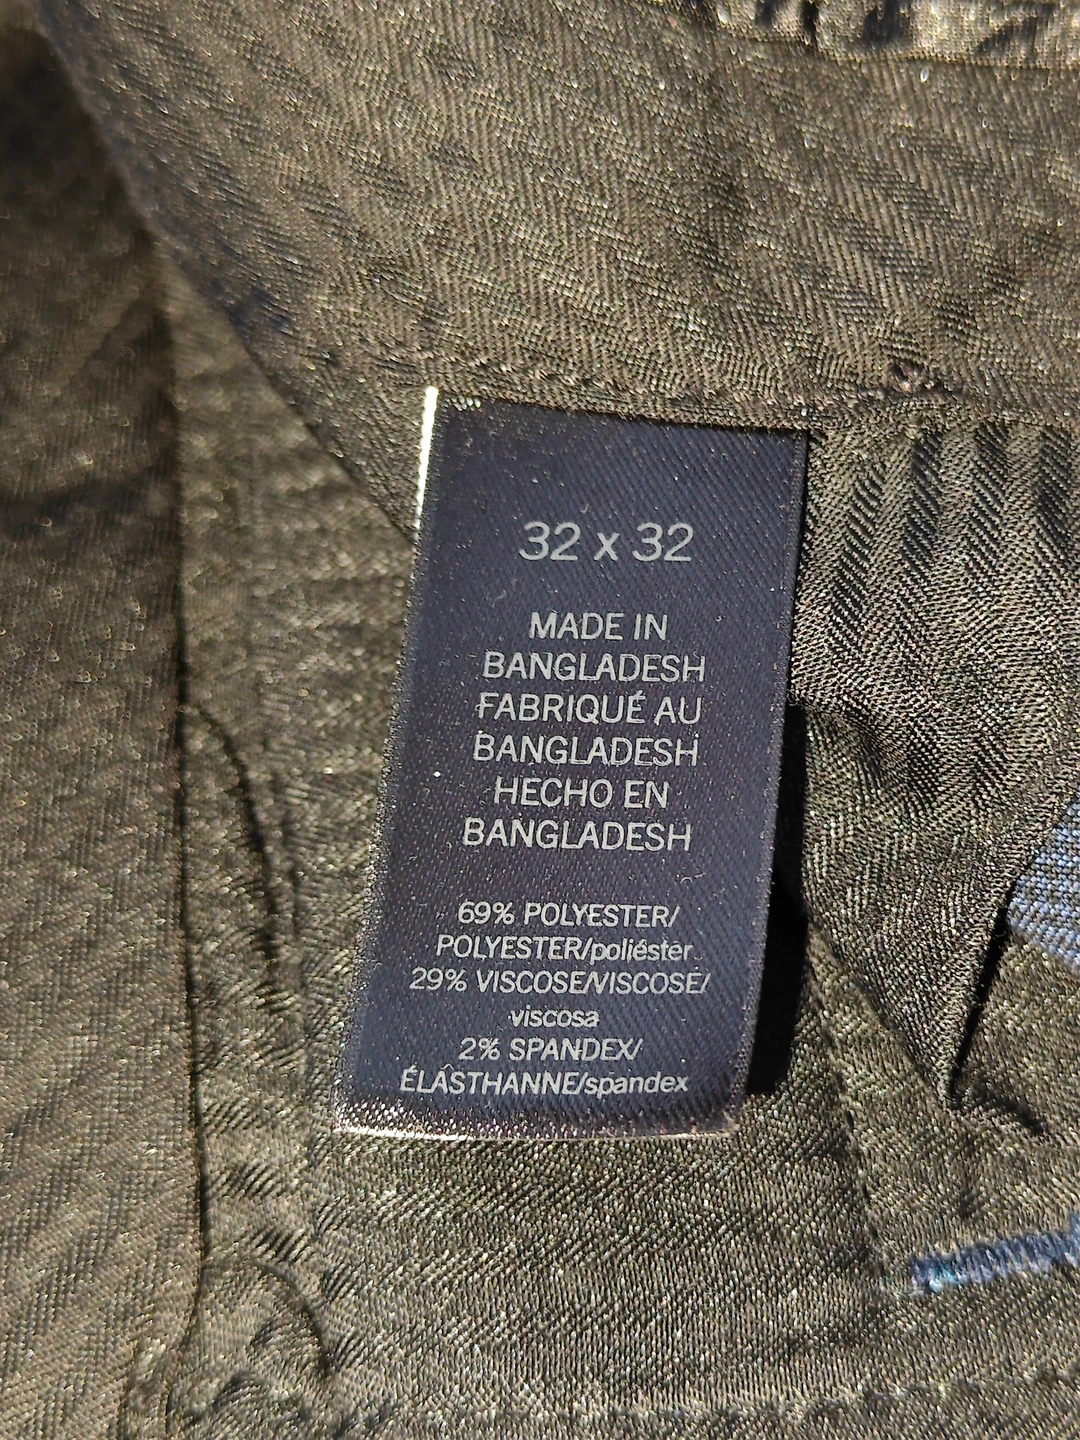 32 x 32
MADE IN
BANGLADESH
FABRIQUÉ AU
BANGLADESH
HECHO EN
BANGLADESH
69% POLYESTER/
POLYESTER/poliéster
29% VISCOSE/VISCOSE/
viscosa
2% SPANDEX/
ÉLASTHANNE/spandex